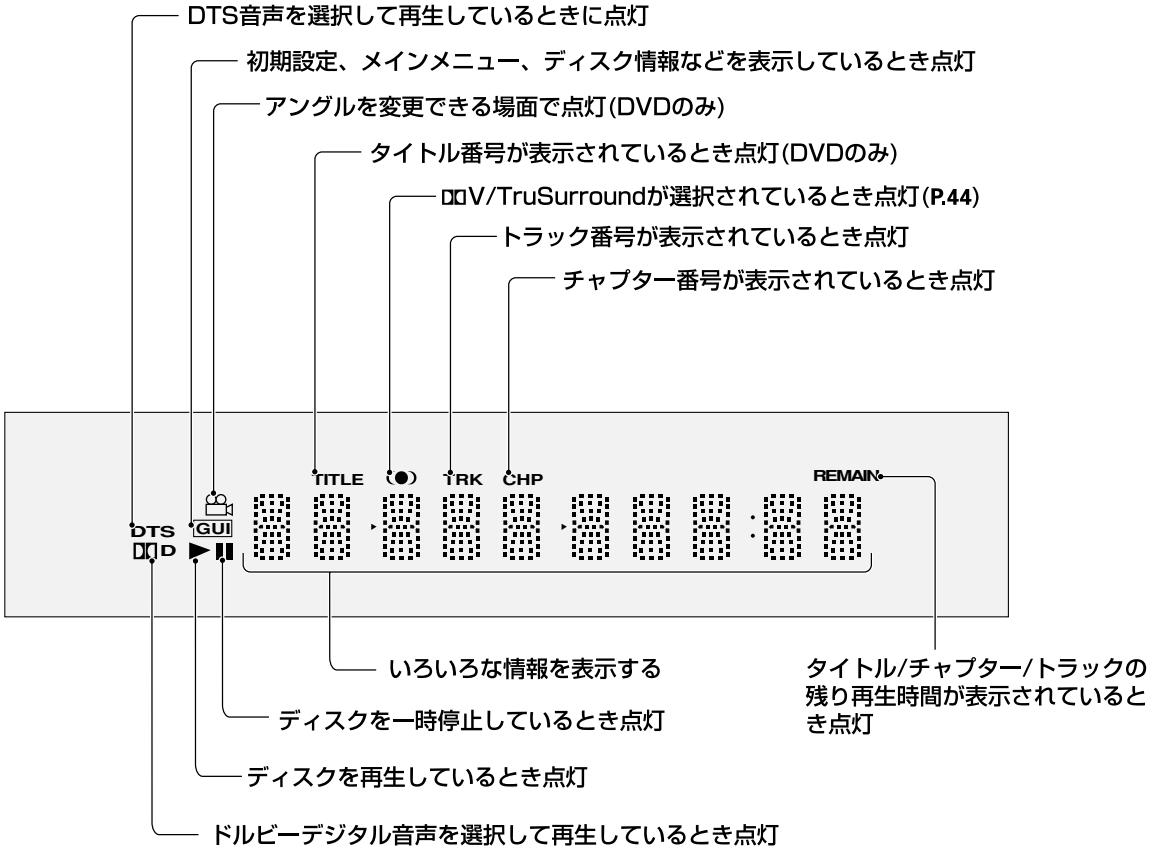 DTS音声を選択して再生しているときに点灯
初期設定、メインメニュー、ディスク情報などを表示しているとき点灯
アングルを変更できる場面で点灯(DVDのみ)
タイトル番号が表示されているとき点灯(DVDのみ)
V/TruSurroundが選択されているとき点灯(P.44)
トラック番号が表示されているとき点灯
チャプター番号が表示されているとき点灯
TITLE TRK CHP REMAIN
DTS GUI
D
いろいろな情報を表示する
ディスクを一時停止しているとき点灯
ディスクを再生しているとき点灯
ドルビーデジタル音声を選択して再生しているとき点灯
タイトル/チャプター/トラックの
残り再生時間が表示されていると
き点灯